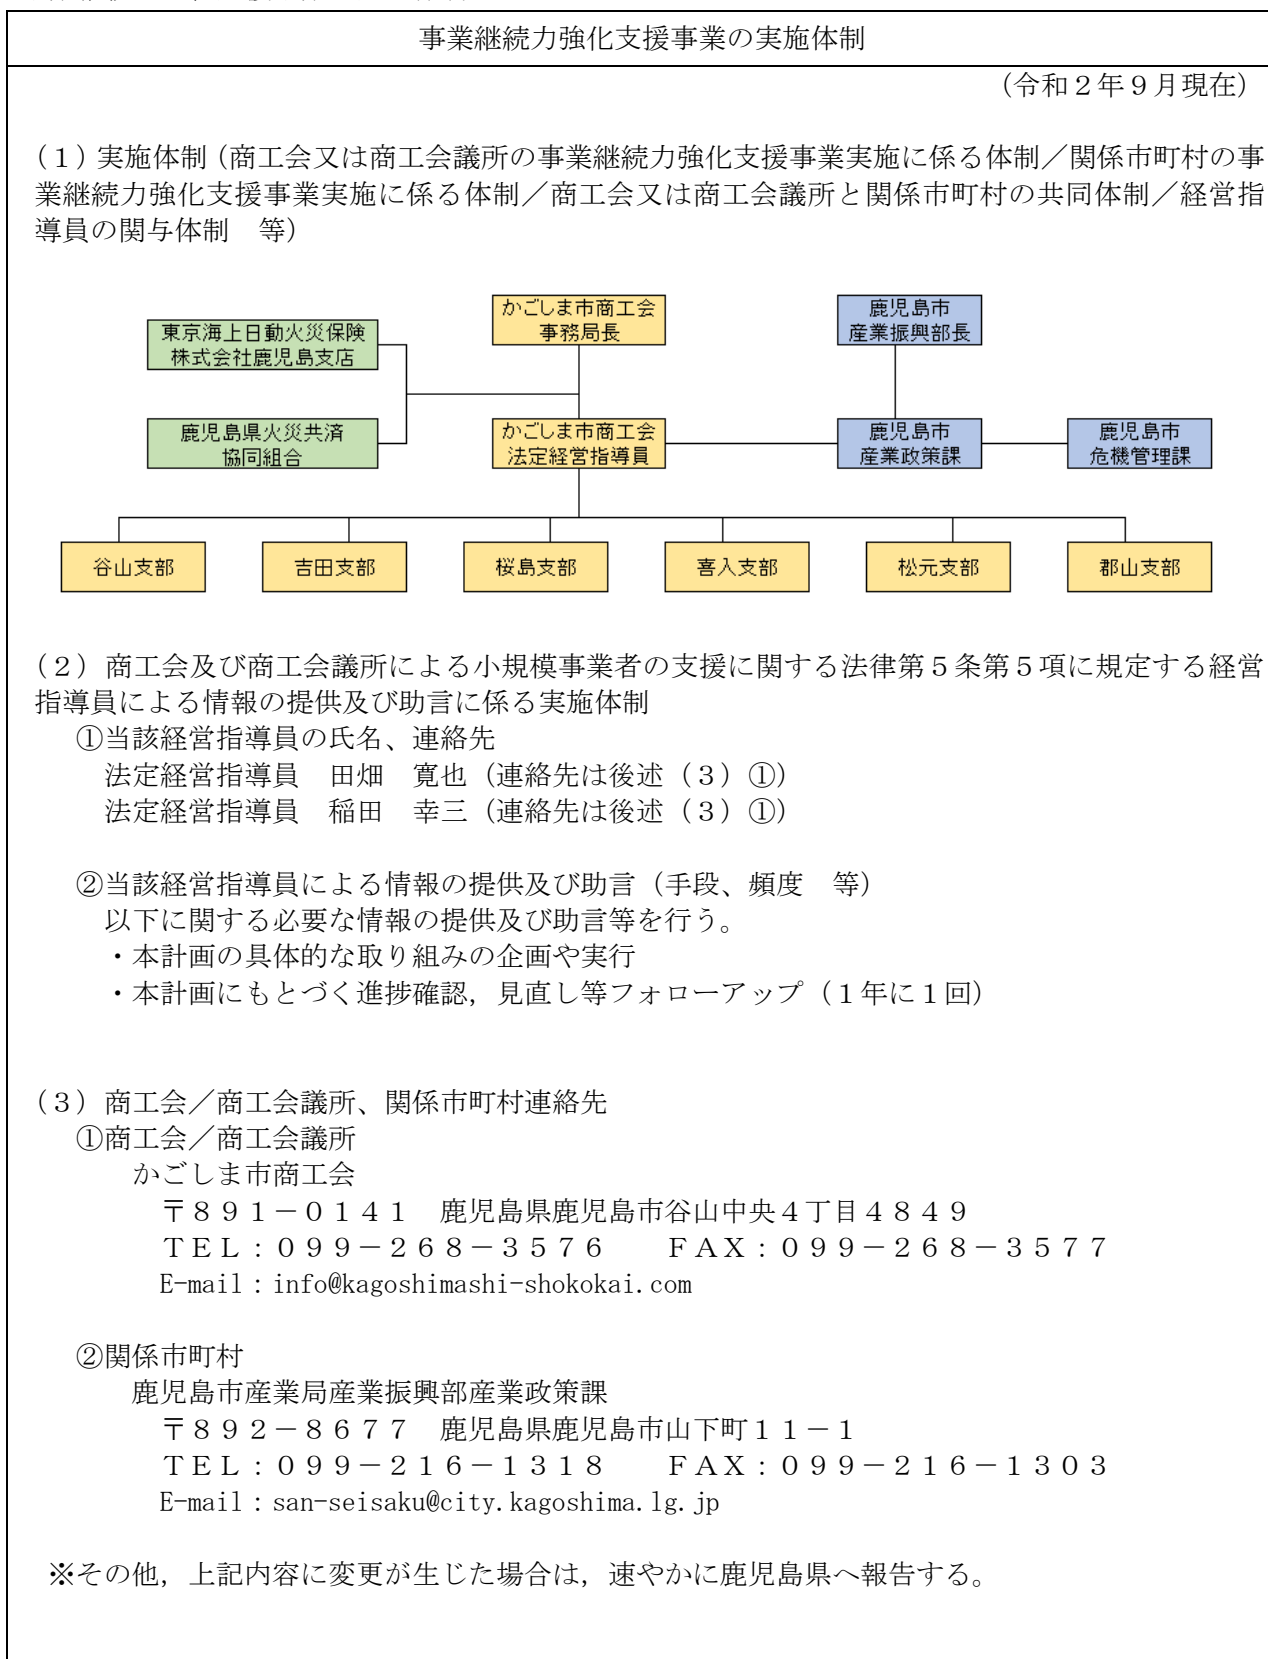 事業継続力強化支援事業の実施体制
（令和２年９月現在）
（１）実施体制（商工会又は商工会議所の事業継続力強化支援事業実施に係る体制／関係市町村の事
業継続力強化支援事業実施に係る体制／商工会又は商工会議所と関係市町村の共同体制／経営指
導員の関与体制　等）
東京海上日動火災保険
株式会社鹿児島支店
かごしま市商工会
事務局長
鹿児島市
産業振興部長
鹿児島県火災共済
協同組合
かごしま市商工会
法定経営指導員
鹿児島市
産業政策課
鹿児島市
危機管理課
谷山支部
吉田支部
桜島支部
喜入支部
松元支部
郡山支部
（２）商工会及び商工会議所による小規模事業者の支援に関する法律第５条第５項に規定する経営
指導員による情報の提供及び助言に係る実施体制
①当該経営指導員の氏名、連絡先
法定経営指導員　田畑　寛也（連絡先は後述（３）①）
法定経営指導員　稲田　幸三（連絡先は後述（３）①）
②当該経営指導員による情報の提供及び助言（手段、頻度　等）
以下に関する必要な情報の提供及び助言等を行う。
・本計画の具体的な取り組みの企画や実行
・本計画にもとづく進捗確認，見直し等フォローアップ（１年に１回）
（３）商工会／商工会議所、関係市町村連絡先
①商工会／商工会議所
かごしま市商工会
〒８９１－０１４１　鹿児島県鹿児島市谷山中央４丁目４８４９
ＴＥＬ：０９９－２６８－３５７６　　ＦＡＸ：０９９－２６８－３５７７
E-mail：info@kagoshimashi-shokokai.com
②関係市町村
鹿児島市産業局産業振興部産業政策課
〒８９２－８６７７　鹿児島県鹿児島市山下町１１－１
ＴＥＬ：０９９－２１６－１３１８　　ＦＡＸ：０９９－２１６－１３０３
E-mail：san-seisaku@city.kagoshima.lg.jp
※その他，上記内容に変更が生じた場合は，速やかに鹿児島県へ報告する。